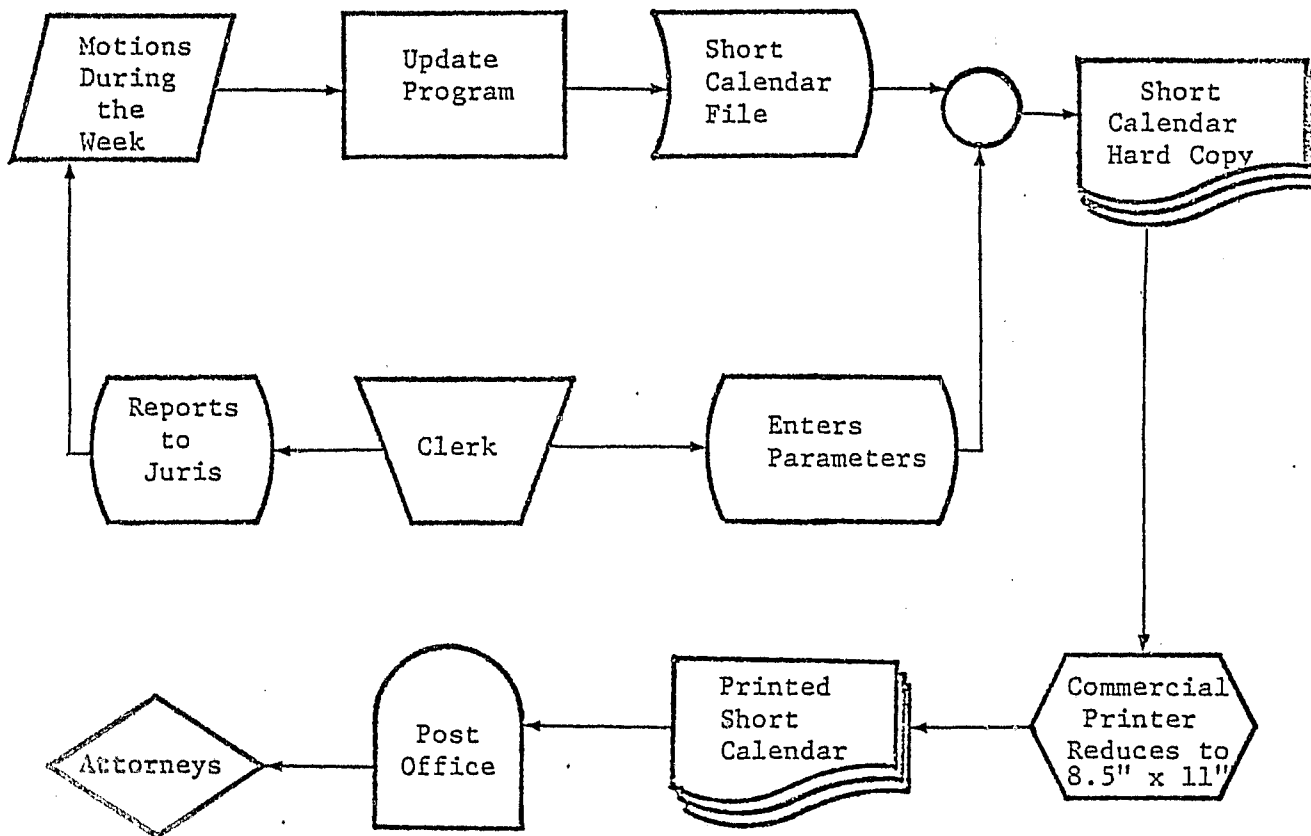 Motions
During
the
Week
Update
Program
Short
Calendar
File
Short
Calendar
Hard Copy
Reports
to
Juris
Clerk
Enters
Parameters
Attorneys
Post
Office
Printed
Short
Calendar
Commercial
Printer
Reduces to
8.5" x 11"